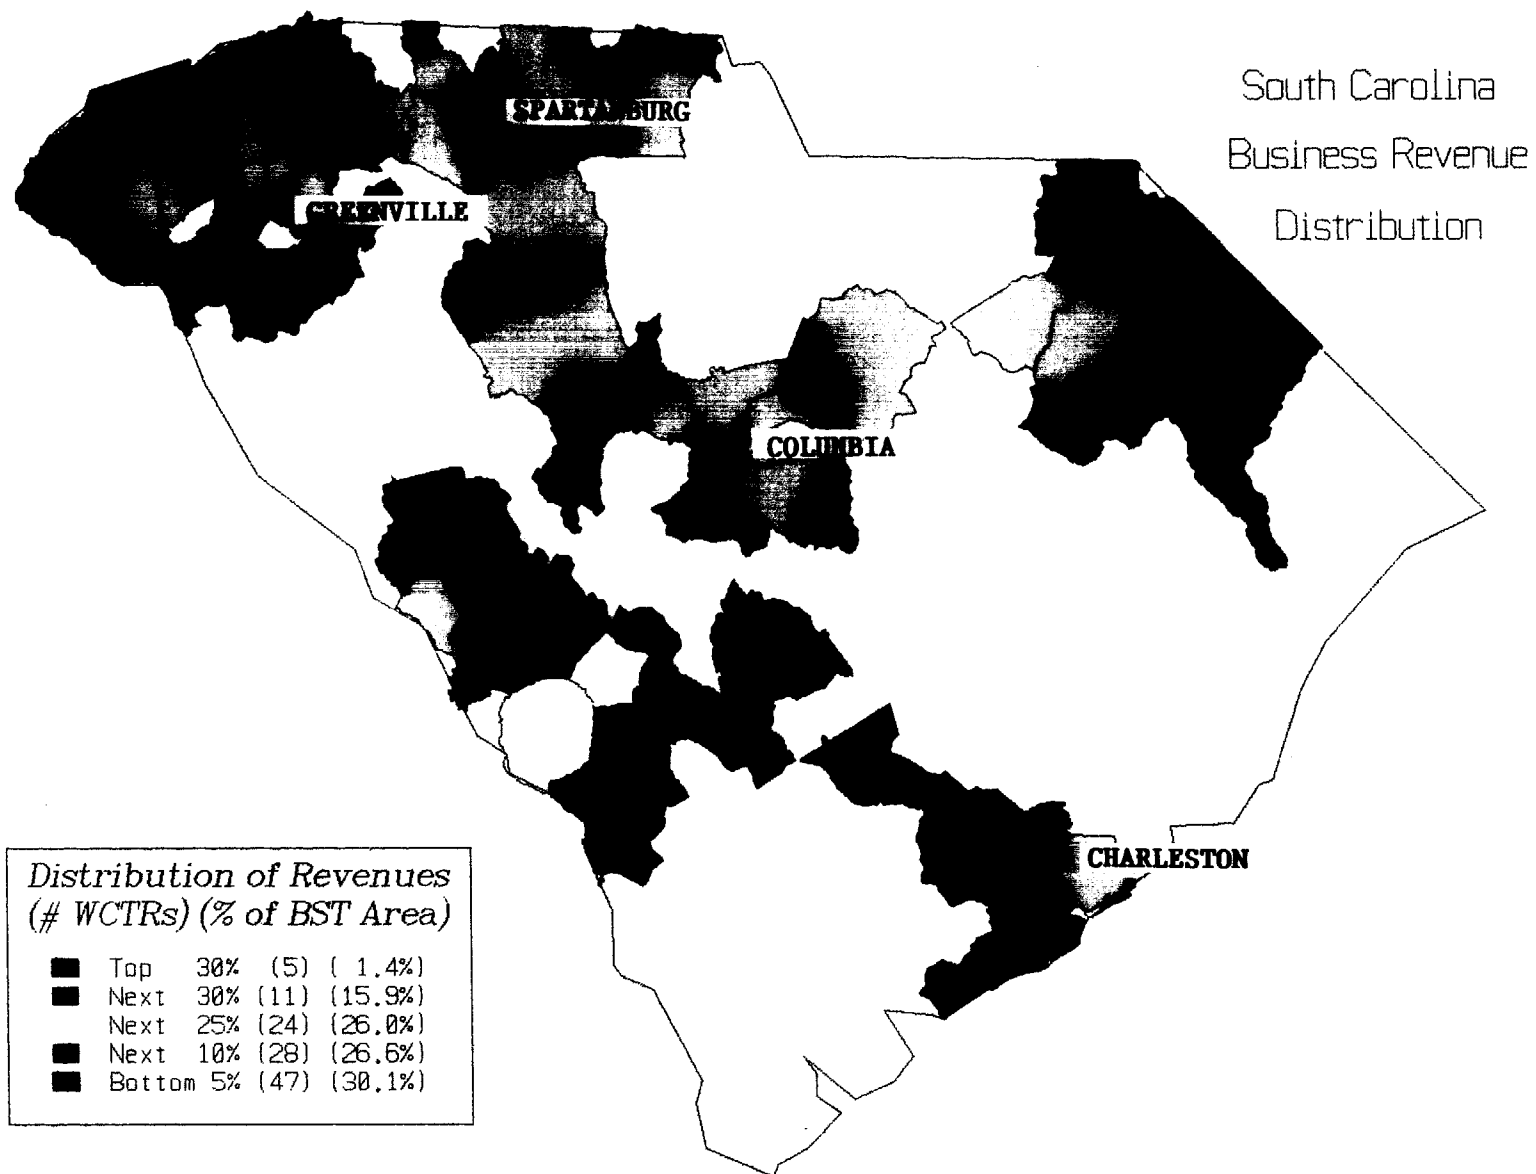 South Carolina
Business Revenue
Distribution
SPARTANBURG
GREENVILLE
COLUMBIA
CHARLESTON
Distribution of Revenues
(# WCTRs) (% of BST Area)
Top 30% (5) ( 1.4%)
Next 30% (11) (15.9%)
Next 25% (24) (26.0%)
Next 10% (28) (26.6%)
Bottom 5% (47) (30.1%)